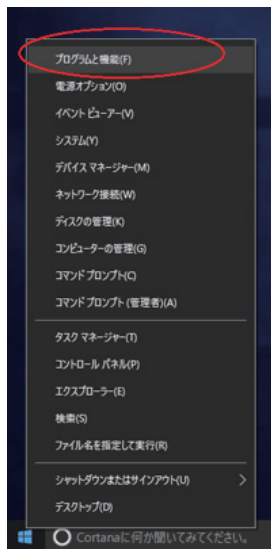 プログラムと機能(F)
電源オプション(O)
イベント ビューアー(V)
システム(Y)
デバイス マネージャー(M)
ネットワーク接続(W)
ディスクの管理(K)
コンピューターの管理(G)
コマンド プロンプト(C)
コマンド プロンプト (管理者)(A)
タスク マネージャー(T)
コントロール パネル(P)
エクスプローラー(E)
検索(S)
ファイル名を指定して実行(R)
シャットダウンまたはサインアウト(U)
デスクトップ(D)
Cortanaに何か聞いてみてください。